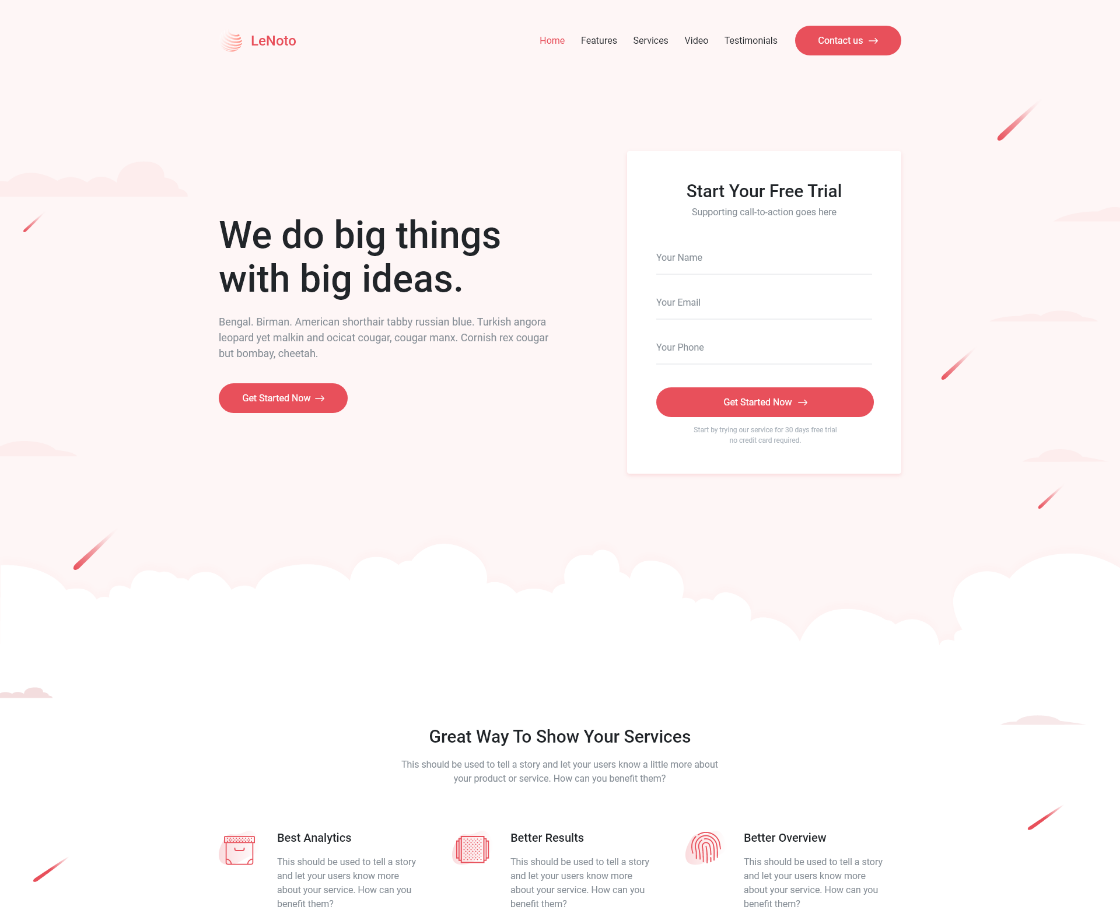 LeNoto
Home Features Services Video Testimonials Contact us
We do big things
with big ideas.
Bengal. Birman. American shorthair tabby russian blue. Turkish angora
leopard yet malkin and ocicat cougar, cougar manx. Cornish rex cougar
but bombay, cheetah.
Get Started Now
Start Your Free Trial
Supporting call-to-action goes here
Your Name
Your Email
Your Phone
Get Started Now
Start by trying our service for 30 days free trial
no credit card required.
Great Way To Show Your Services
This should be used to tell a story and let your users know a little more about
your product or service. How can you benefit them?
Best Analytics
This should be used to tell a story
and let your users know more
about your service. How can you
benefit them?
Better Results
This should be used to tell a story
and let your users know more
about your service. How can you
benefit them?
Better Overview
This should be used to tell a story
and let your users know more
about your service. How can you
benefit them?